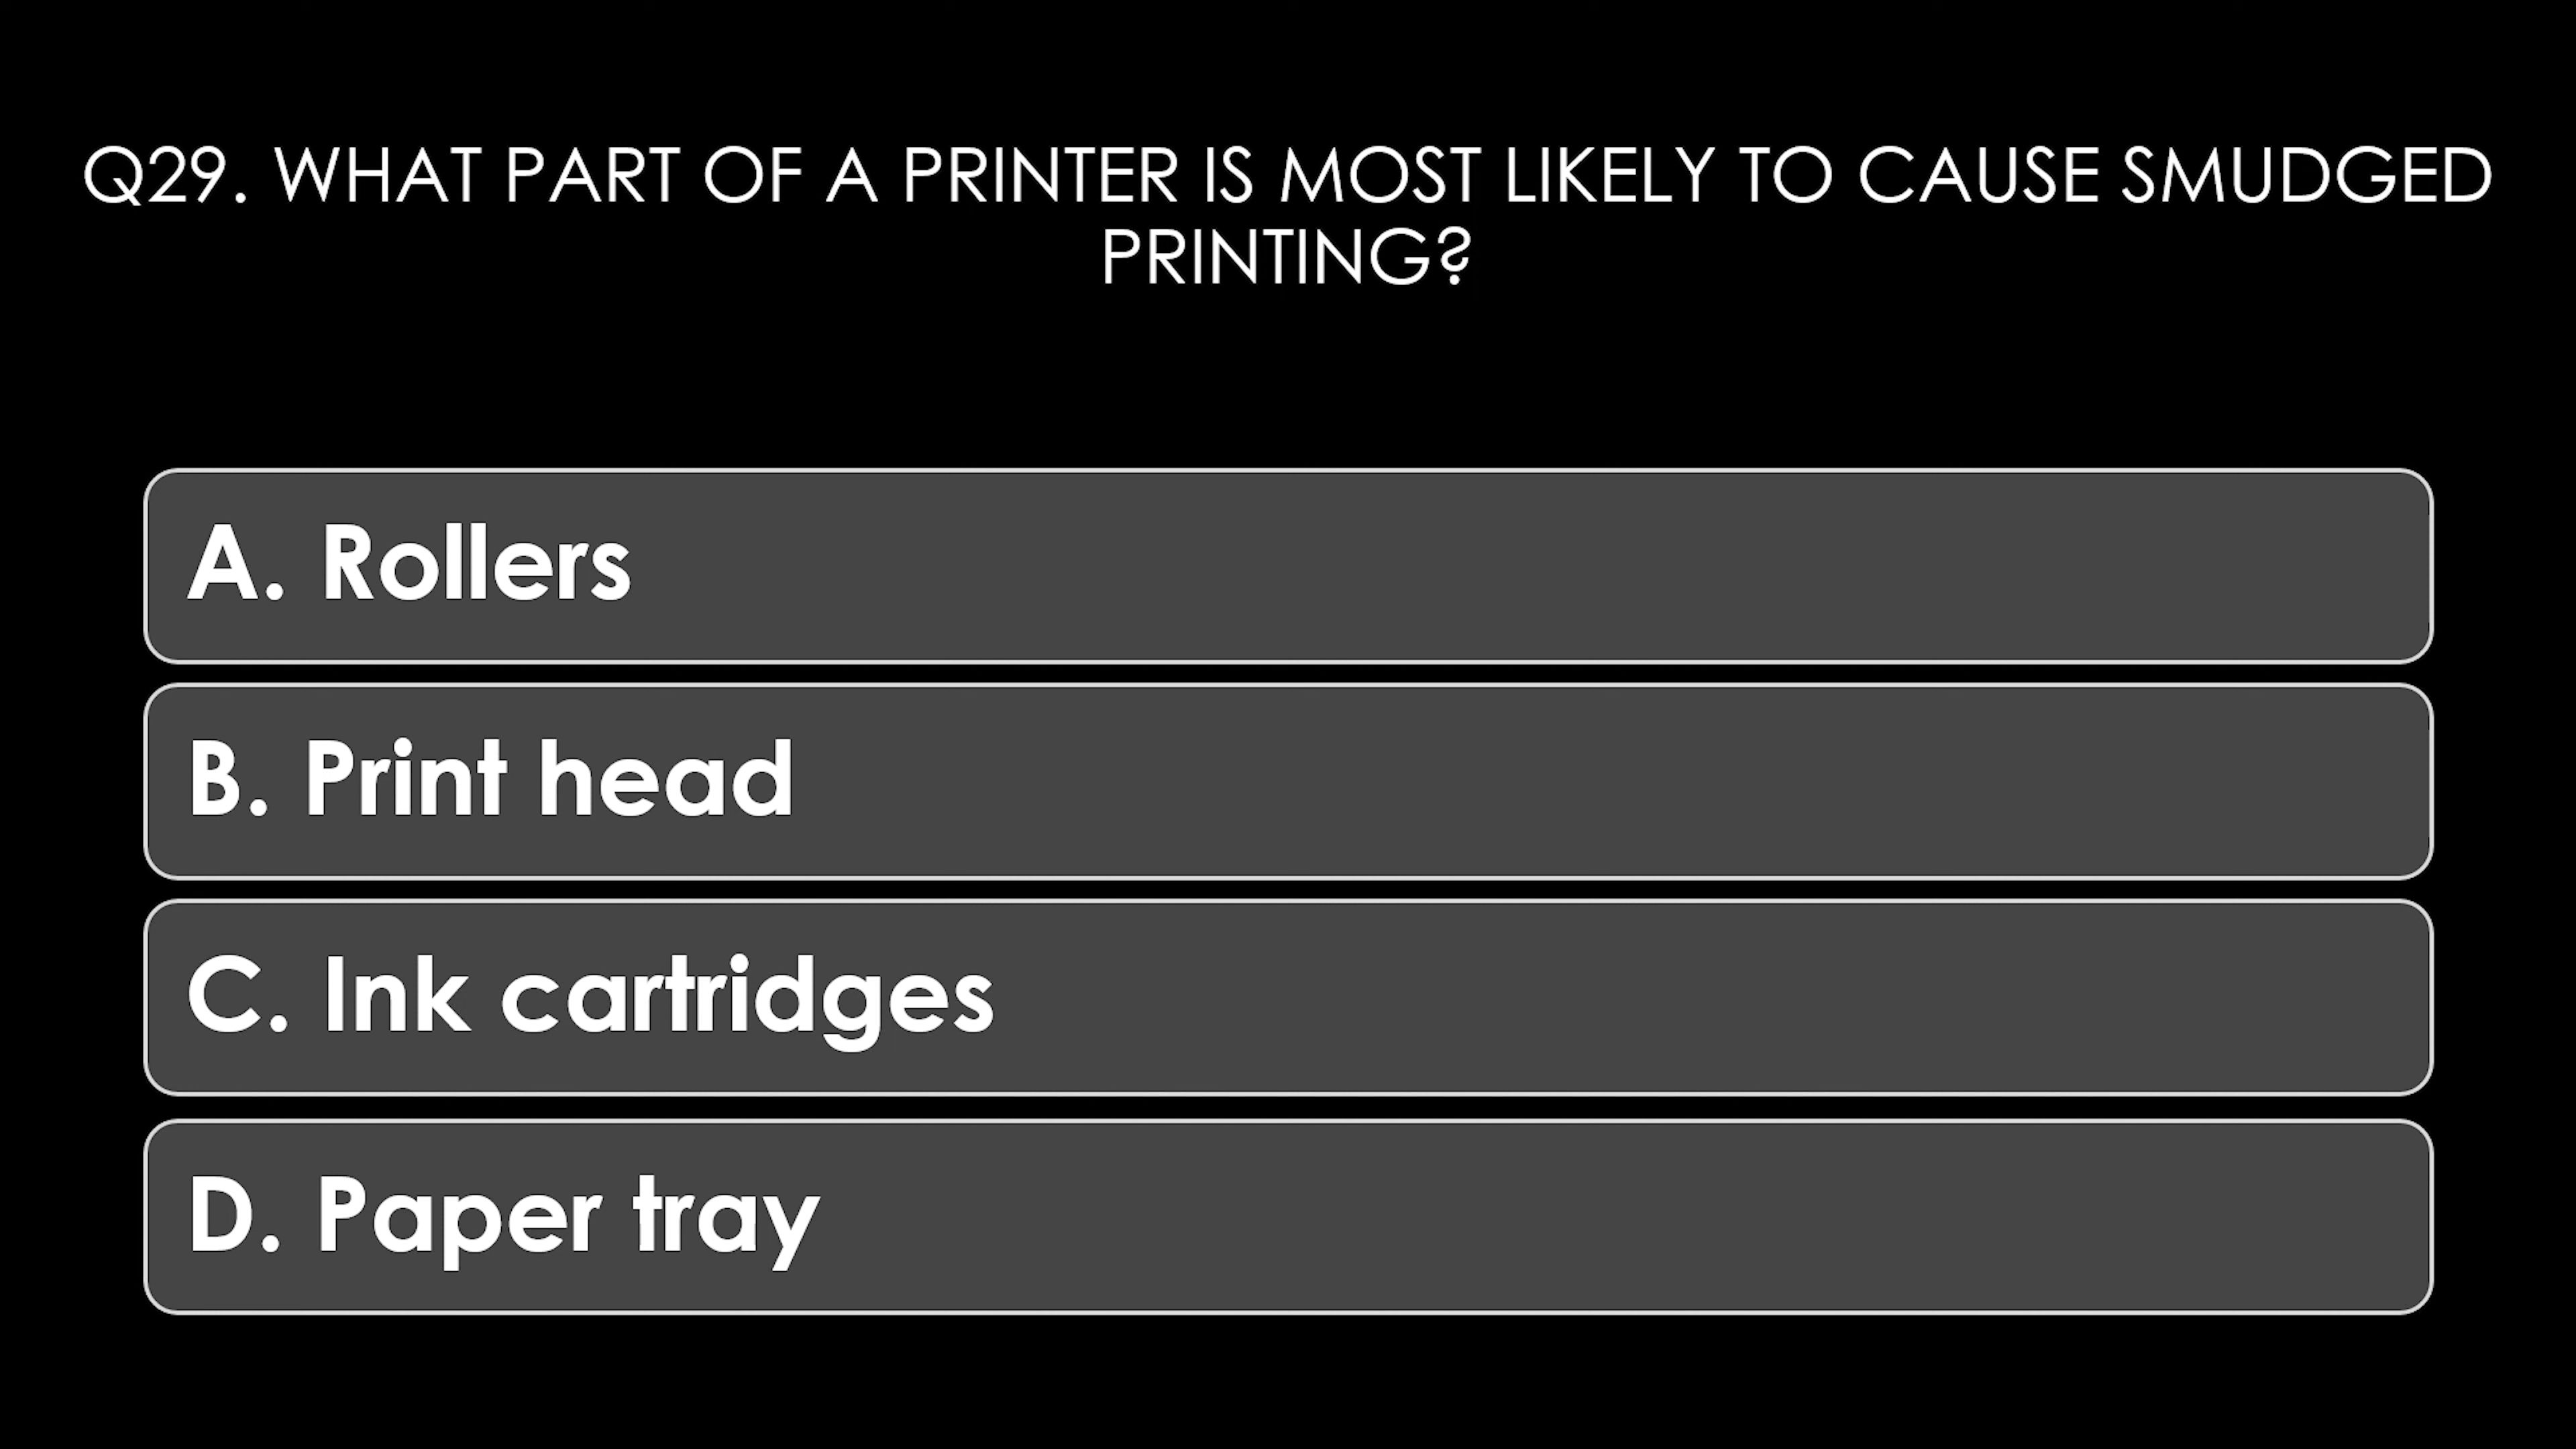 Q29. WHAT PART OF A PRINTER IS MOST LIKELY TO CAUSE SMUDGED
PRINTING?
A. Rollers
B. Print head
C. Ink cartridges
D. Paper tray